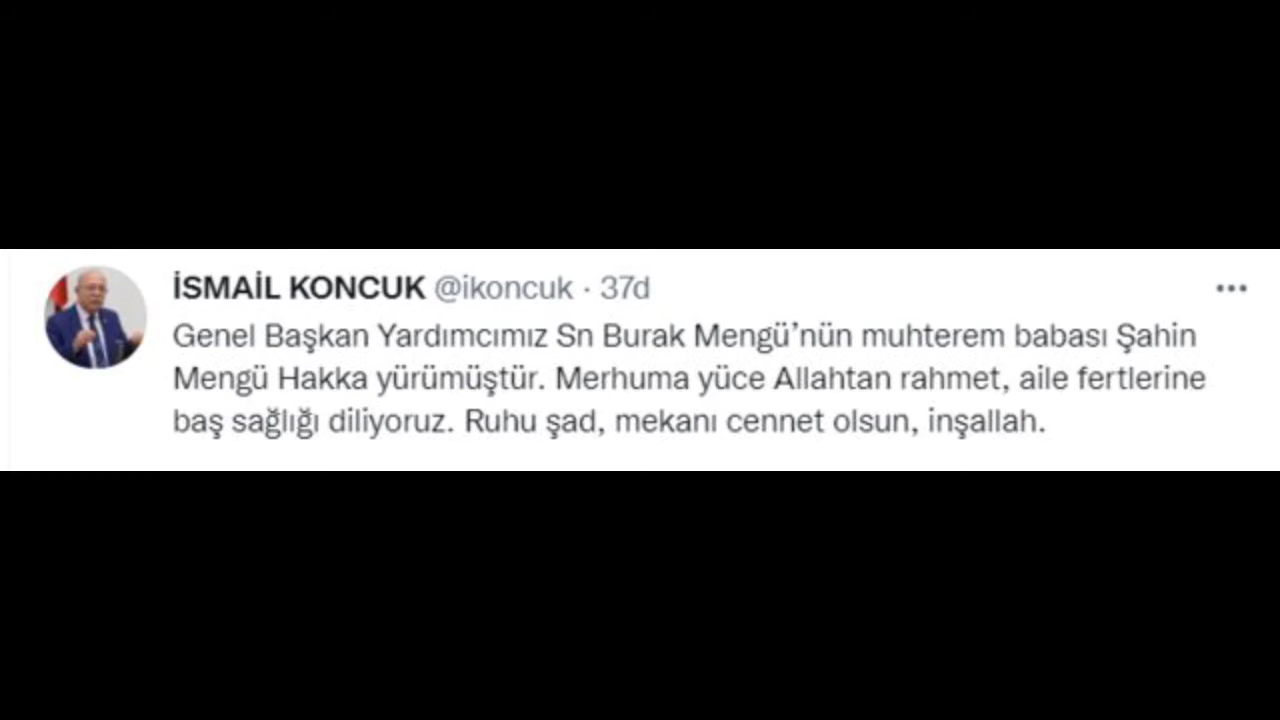 İSMAİL KONCUK @ikoncuk · 37d
Genel Başkan Yardımcımız Sn Burak Mengü’nün muhterem babası Şahin
Mengü Hakka yürümüştür. Merhuma yüce Allahtan rahmet, aile fertlerine
baş sağlığı diliyoruz. Ruhu şad, mekanı cennet olsun, inşallah.